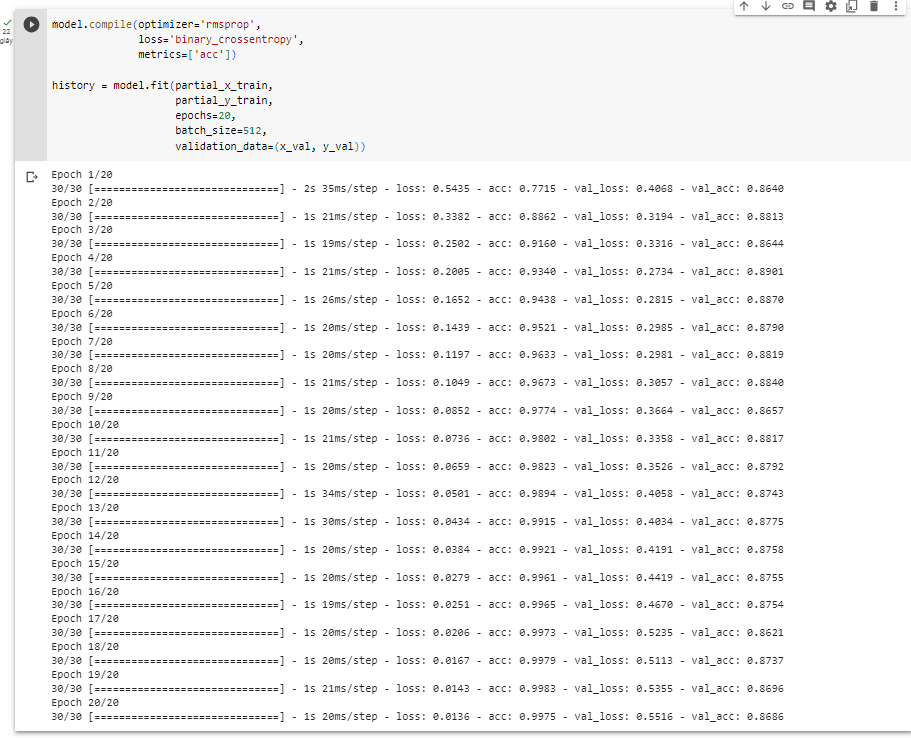 22
giây
model.compile(optimizer='rmsprop',
              loss='binary_crossentropy',
              metrics=['acc'])
history = model.fit(partial_x_train,
                    partial_y_train,
                    epochs=20,
                    batch_size=512,
                    validation_data=(x_val, y_val))
Epoch 1/20
30/30 [==============================] - 2s 35ms/step - loss: 0.5435 - acc: 0.7715 - val_loss: 0.4068 - val_acc: 0.8640
Epoch 2/20
30/30 [==============================] - 1s 21ms/step - loss: 0.3382 - acc: 0.8862 - val_loss: 0.3194 - val_acc: 0.8813
Epoch 3/20
30/30 [==============================] - 1s 19ms/step - loss: 0.2502 - acc: 0.9160 - val_loss: 0.3316 - val_acc: 0.8644
Epoch 4/20
30/30 [==============================] - 1s 21ms/step - loss: 0.2005 - acc: 0.9340 - val_loss: 0.2734 - val_acc: 0.8901
Epoch 5/20
30/30 [==============================] - 1s 26ms/step - loss: 0.1652 - acc: 0.9438 - val_loss: 0.2815 - val_acc: 0.8870
Epoch 6/20
30/30 [==============================] - 1s 20ms/step - loss: 0.1439 - acc: 0.9521 - val_loss: 0.2985 - val_acc: 0.8790
Epoch 7/20
30/30 [==============================] - 1s 20ms/step - loss: 0.1197 - acc: 0.9633 - val_loss: 0.2981 - val_acc: 0.8819
Epoch 8/20
30/30 [==============================] - 1s 21ms/step - loss: 0.1049 - acc: 0.9673 - val_loss: 0.3057 - val_acc: 0.8840
Epoch 9/20
30/30 [==============================] - 1s 20ms/step - loss: 0.0852 - acc: 0.9774 - val_loss: 0.3664 - val_acc: 0.8657
Epoch 10/20
30/30 [==============================] - 1s 21ms/step - loss: 0.0736 - acc: 0.9802 - val_loss: 0.3358 - val_acc: 0.8817
Epoch 11/20
30/30 [==============================] - 1s 20ms/step - loss: 0.0659 - acc: 0.9823 - val_loss: 0.3526 - val_acc: 0.8792
Epoch 12/20
30/30 [==============================] - 1s 34ms/step - loss: 0.0501 - acc: 0.9894 - val_loss: 0.4058 - val_acc: 0.8743
Epoch 13/20
30/30 [==============================] - 1s 30ms/step - loss: 0.0434 - acc: 0.9915 - val_loss: 0.4034 - val_acc: 0.8775
Epoch 14/20
30/30 [==============================] - 1s 20ms/step - loss: 0.0384 - acc: 0.9921 - val_loss: 0.4191 - val_acc: 0.8758
Epoch 15/20
30/30 [==============================] - 1s 20ms/step - loss: 0.0279 - acc: 0.9961 - val_loss: 0.4419 - val_acc: 0.8755
Epoch 16/20
30/30 [==============================] - 1s 19ms/step - loss: 0.0251 - acc: 0.9965 - val_loss: 0.4670 - val_acc: 0.8754
Epoch 17/20
30/30 [==============================] - 1s 20ms/step - loss: 0.0206 - acc: 0.9973 - val_loss: 0.5235 - val_acc: 0.8621
Epoch 18/20
30/30 [==============================] - 1s 20ms/step - loss: 0.0167 - acc: 0.9979 - val_loss: 0.5113 - val_acc: 0.8737
Epoch 19/20
30/30 [==============================] - 1s 21ms/step - loss: 0.0143 - acc: 0.9983 - val_loss: 0.5355 - val_acc: 0.8696
Epoch 20/20
30/30 [==============================] - 1s 20ms/step - loss: 0.0136 - acc: 0.9975 - val_loss: 0.5516 - val_acc: 0.8686